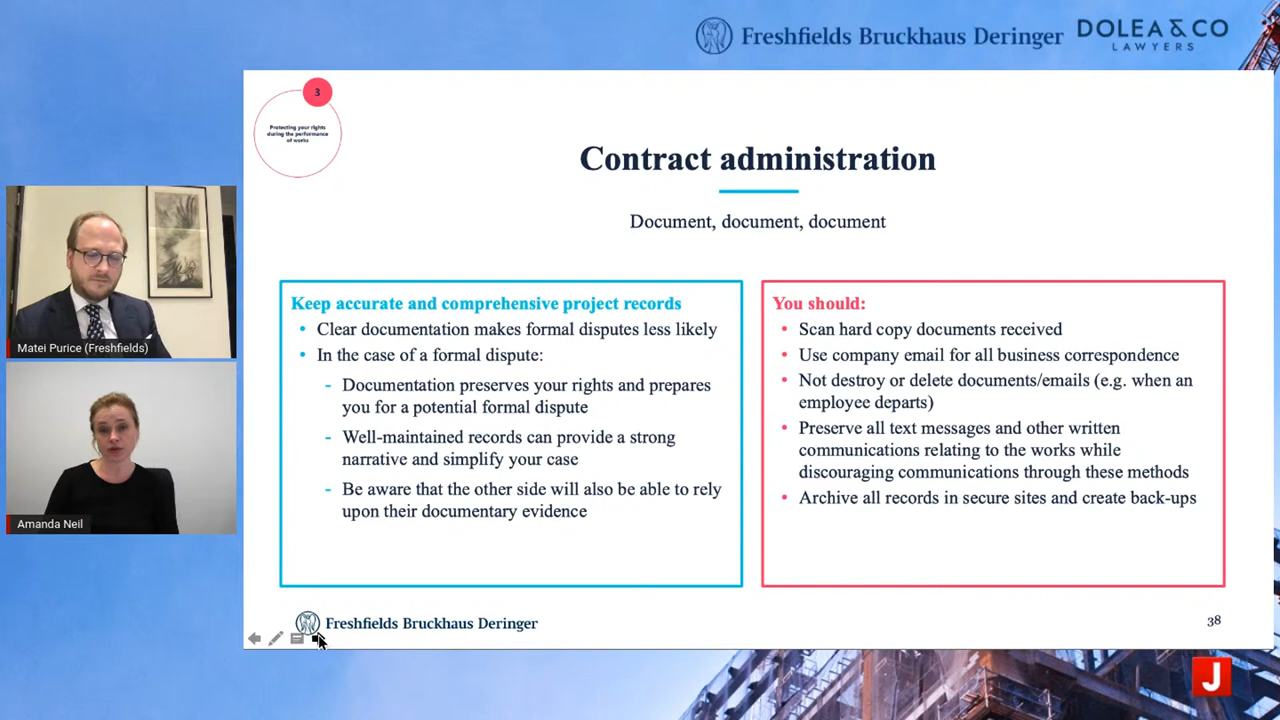 Freshfields Bruckhaus Deringer
DOLEA & CO
LAWYERS
3
Protecting your rights
during the performance
of works
Contract administration
Document, document, document
Matei Purice (Freshfields)
Amanda Neil
Keep accurate and comprehensive project records
• Clear documentation makes formal disputes less likely
• In the case of a formal dispute:
- Documentation preserves your rights and prepares
you for a potential formal dispute
- Well-maintained records can provide a strong
narrative and simplify your case
- Be aware that the other side will also be able to rely
upon their documentary evidence
You should:
• Scan hard copy documents received
• Use company email for all business correspondence
• Not destroy or delete documents/emails (e.g. when an
employee departs)
• Preserve all text messages and other written
communications relating to the works while
discouraging communications through these methods
• Archive all records in secure sites and create back-ups
Freshfields Bruckhaus Deringer
38
J